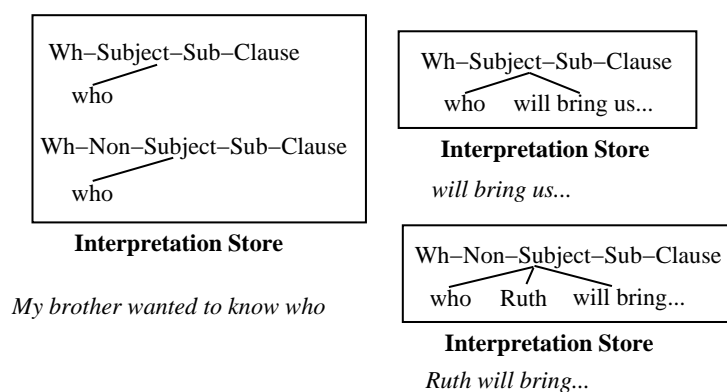 Wh–Subject–Sub–Clause
who
Wh–Non–Subject–Sub–Clause
who
Interpretation Store
My brother wanted to know who
Wh–Subject–Sub–Clause
who will bring us...
Interpretation Store
will bring us...
Wh–Non–Subject–Sub–Clause
who Ruth will bring...
Interpretation Store
Ruth will bring...